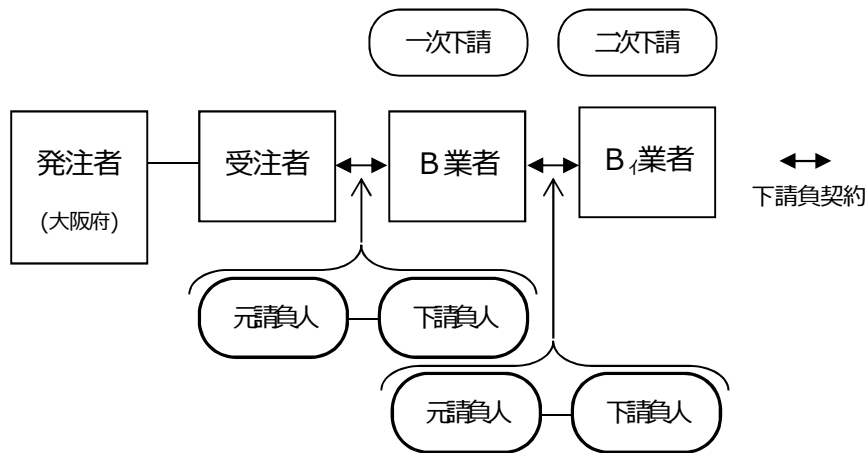 一次下請
二次下請
発注者
(大阪府)
受注者
B業者
Bイ業者
下請負契約
元請負人
下請負人
元請負人
下請負人